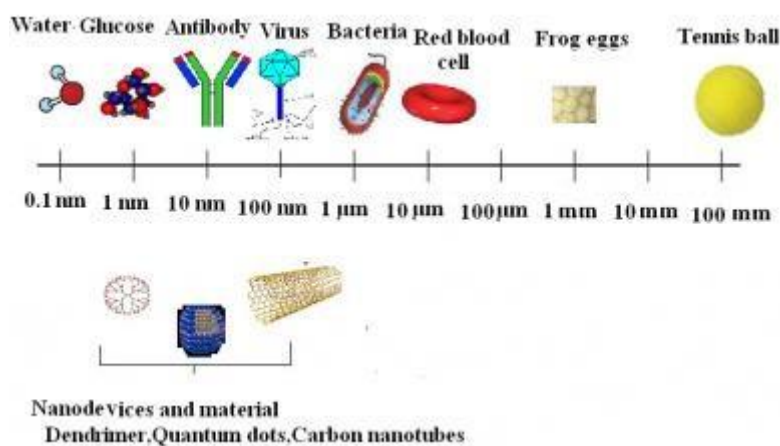 Water Glucose Antibody Virus Bacteria Red blood cell Frog eggs Tennis ball
0.1 nm 1 nm 10 nm 100 nm 1 µm 10 µm 100µm 1 mm 10 mm 100 mm
Nanodevices and material
Dendrimer,Quantum dots,Carbon nanotubes